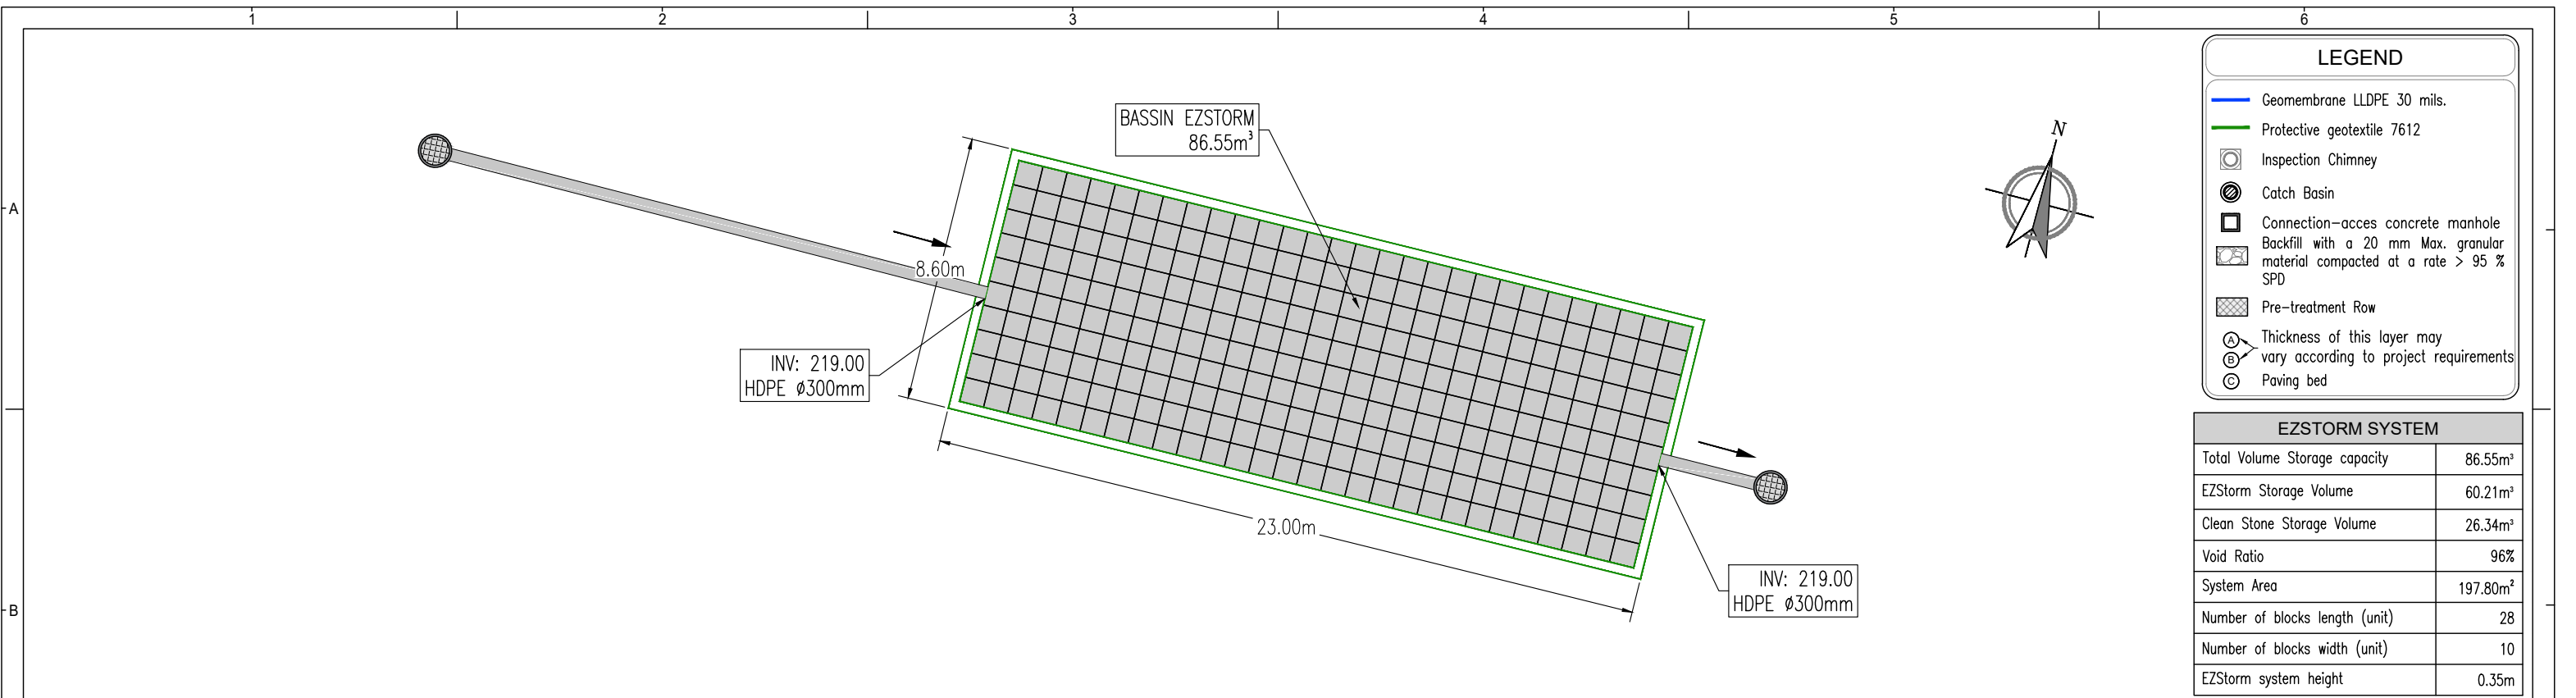 1 2 3 4 5 6
A
B
BASSIN EZSTORM
86.55m³
8.60m
INV: 219.00
HDPE ø300mm
23.00m
INV: 219.00
HDPE ø300mm
N
LEGEND
Geomembrane LLDPE 30 mils.
Protective geotextile 7612
Inspection Chimney
Catch Basin
Connection-acces concrete manhole
Backfill with a 20 mm Max. granular
material compacted at a rate > 95 %
SPD
Pre-treatment Row
A Thickness of this layer may
B vary according to project requirements
C Paving bed
EZSTORM SYSTEM
Total Volume Storage capacity 86.55m³
EZStorm Storage Volume 60.21m³
Clean Stone Storage Volume 26.34m³
Void Ratio 96%
System Area 197.80m²
Number of blocks length (unit) 28
Number of blocks width (unit) 10
EZStorm system height 0.35m